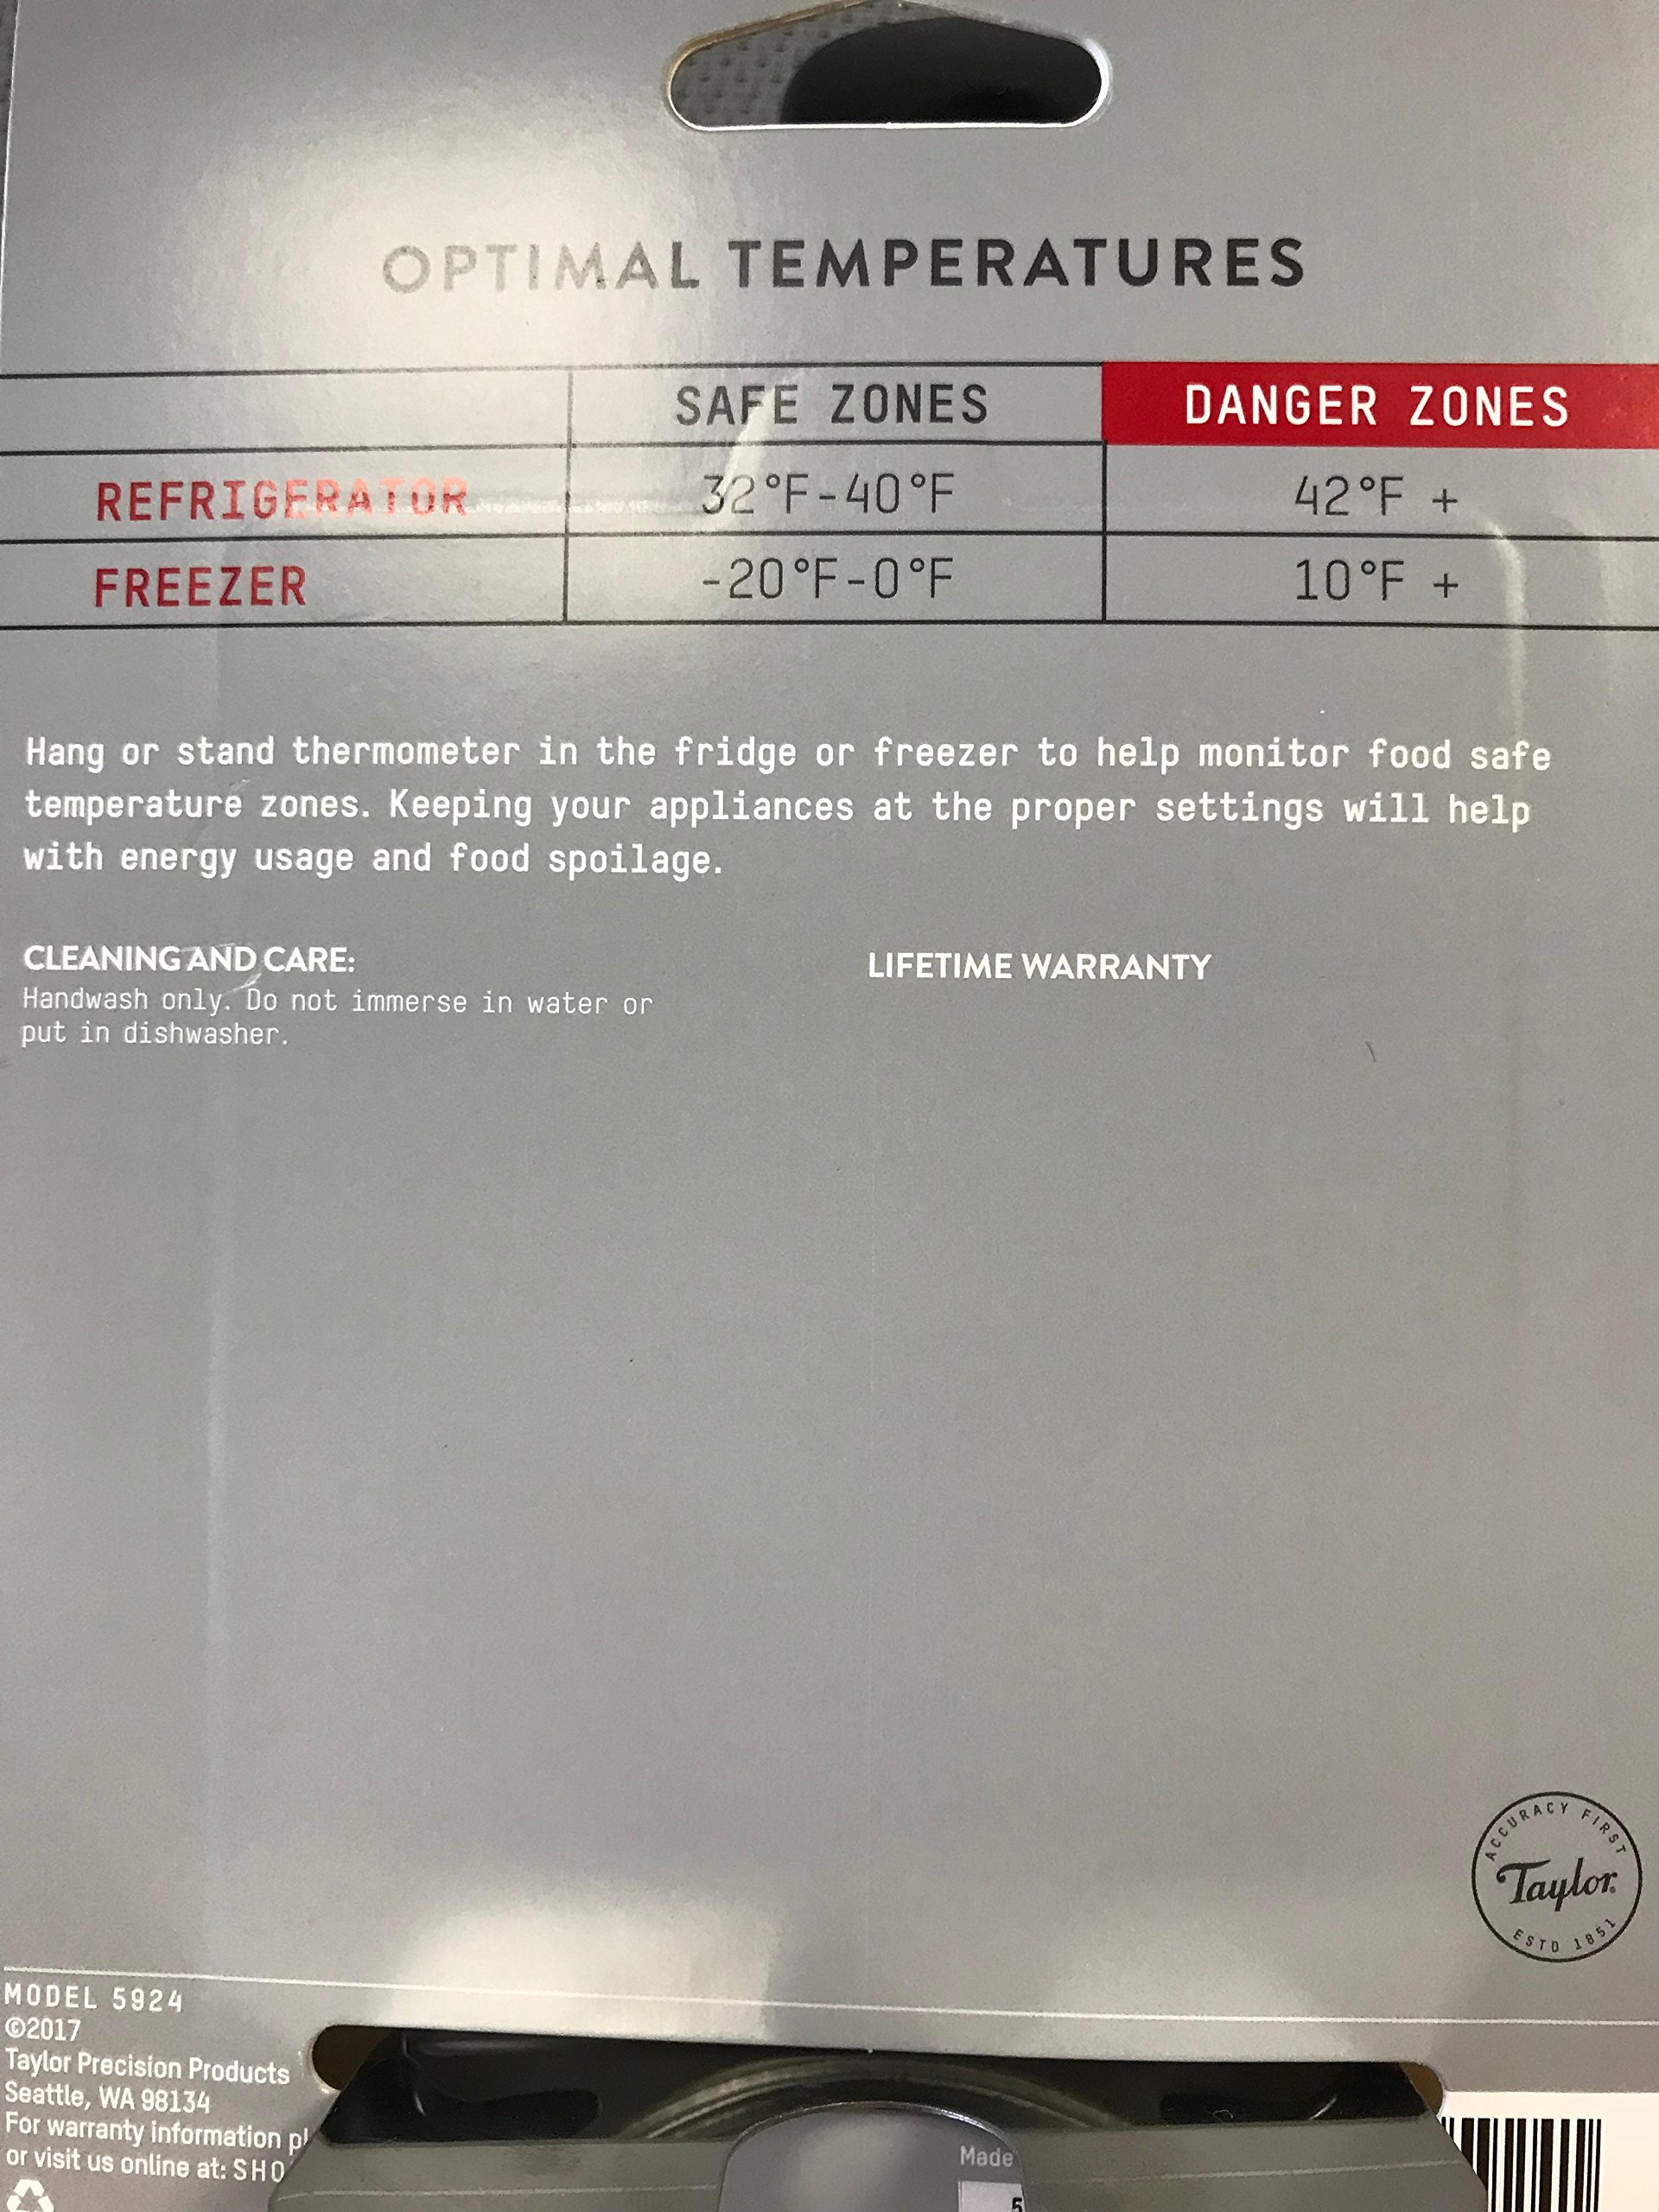 OPTIMAL TEMPERATURES
SAFE ZONES DANGER ZONES
REFRIGERATOR 32°F-40°F 42°F +
FREEZER -20°F-0°F 10°F +
Hang or stand thermometer in the fridge or freezer to help monitor food safe
temperature zones. Keeping your appliances at the proper settings will help
with energy usage and food spoilage.
CLEANING AND CARE:
Handwash only. Do not immerse in water or
put in dishwasher.
LIFETIME WARRANTY
ACCURACY FIRST
Taylor
ESTD 1851
MODEL 5924
©2017
Taylor Precision Products
Seattle, WA 98134
For warranty information
or visit us online at:
Made
5